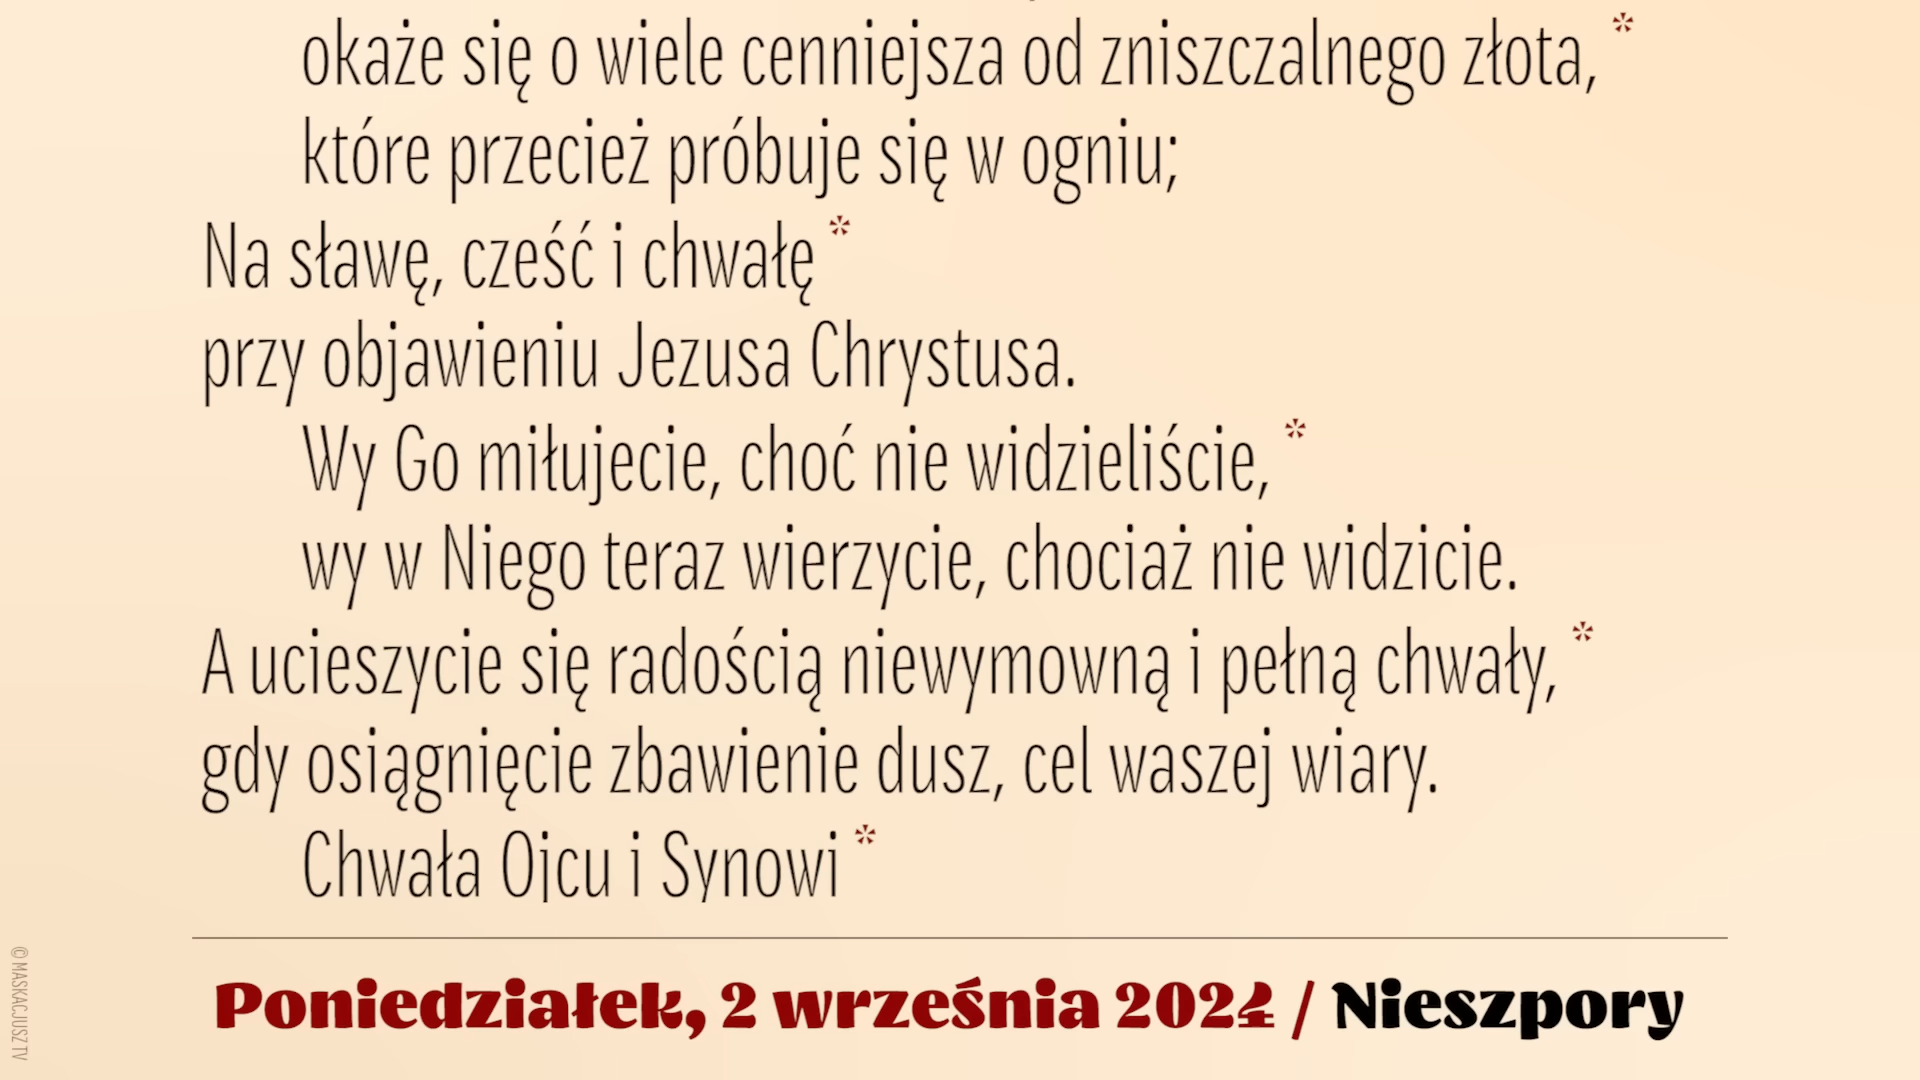 okaże się o wiele cenniejsza od zniszczalnego złota, *
które przecież próbuje się w ogniu;
Na sławę, cześć i chwałę *
przy objawieniu Jezusa Chrystusa.
Wy Go miłujecie, choć nie widzieliście, *
wy w Niego teraz wierzycie, chociaż nie widzicie.
A ucieszycie się radością niewymowną i pełną chwały, *
gdy osiągnięcie zbawienie dusz, cel waszej wiary.
Chwała Ojcu i Synowi *
Poniedziałek, 2 września 2024 / Nieszpory
© MASKACJUSZ TV